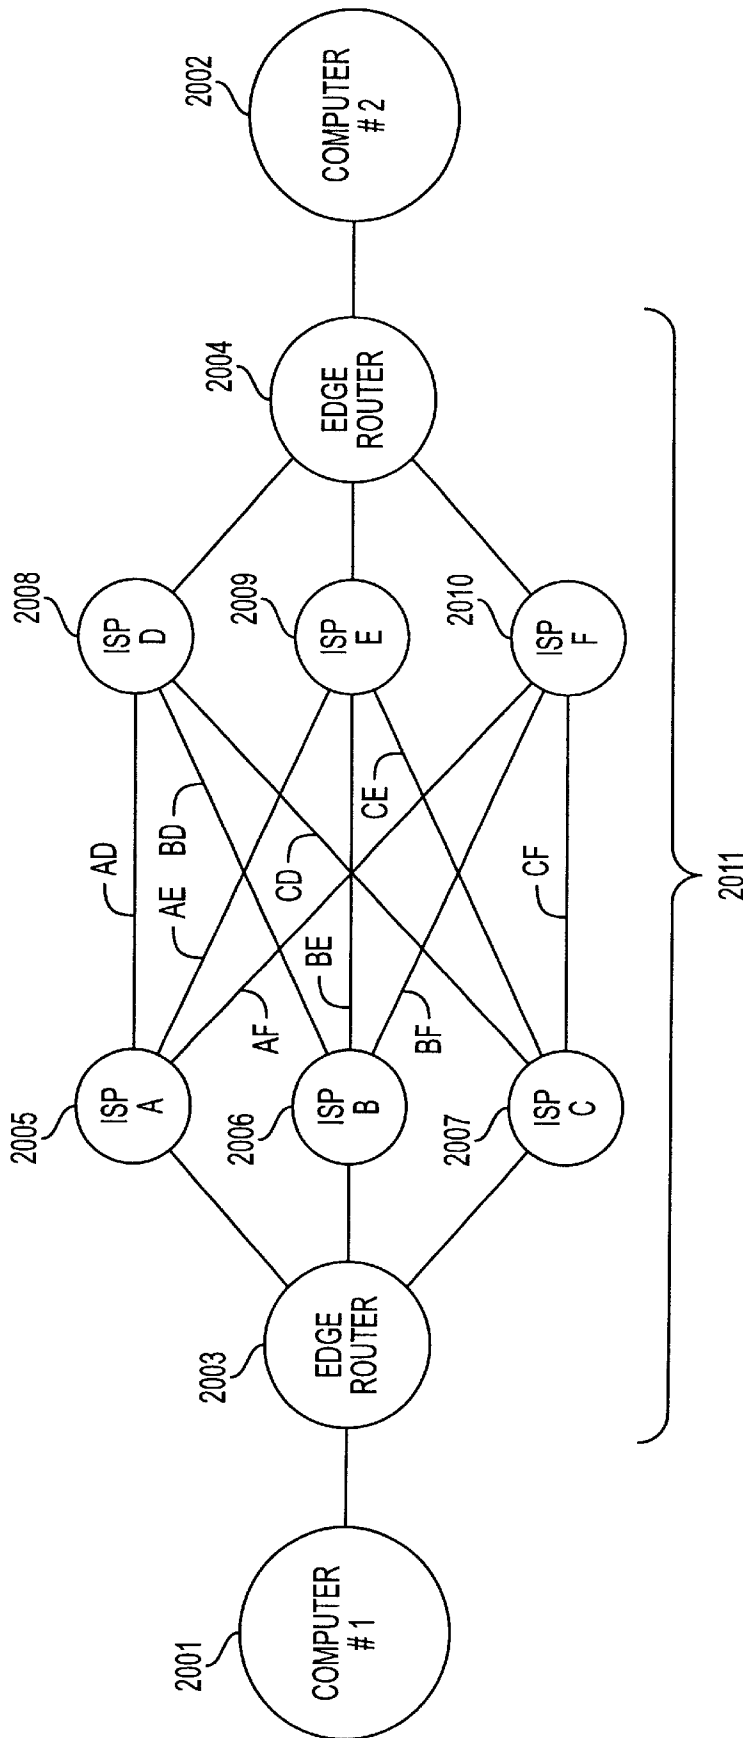 2001
COMPUTER
#1
2003
EDGE
ROUTER
2005
ISP
A
2006
ISP
B
2007
ISP
C
AD
AE
BD
AF
CD
BE
CE
BF
CF
2008
ISP
D
2009
ISP
E
2010
ISP
F
2004
EDGE
ROUTER
2002
COMPUTER
#2
2011